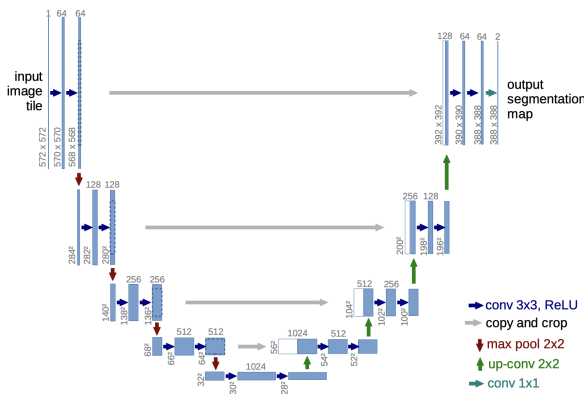 1 64 64
128 64 64 2
input
image
tile
output
segmentation
map
572 x 572
570 x 570
568 x 568
392 x 392
390 x 390
388 x 388
388 x 388
128 128
256 128
284²
282²
280²
200²
198²
196²
256 256
512 256
140²
138²
136²
104²
102²
100²
512 512
1024 512
68²
66²
64²
56²
54²
52²
1024
32²
30²
28²
conv 3x3, ReLU
copy and crop
max pool 2x2
up-conv 2x2
conv 1x1